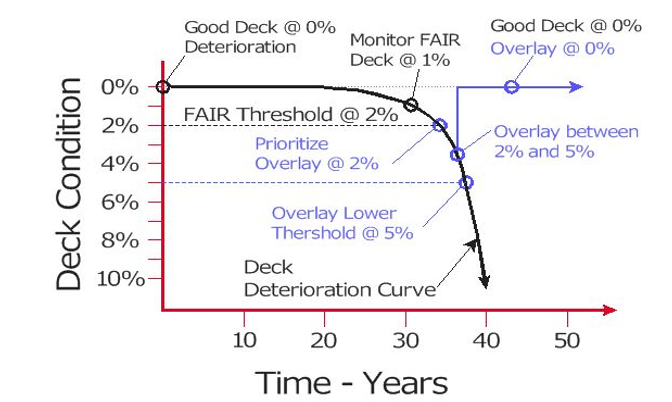 Good Deck @ 0%
Deterioration
Monitor FAIR
Deck @ 1%
Good Deck @ 0%
Overlay @ 0%
0%
FAIR Threshold @ 2%
2%
Prioritize
Overlay @ 2%
Overlay between
2% and 5%
4%
6%
Overlay Lower
Thershold @ 5%
8%
10%
Deck
Deterioration Curve
Deck Condition
10
20
30
40
50
Time - Years